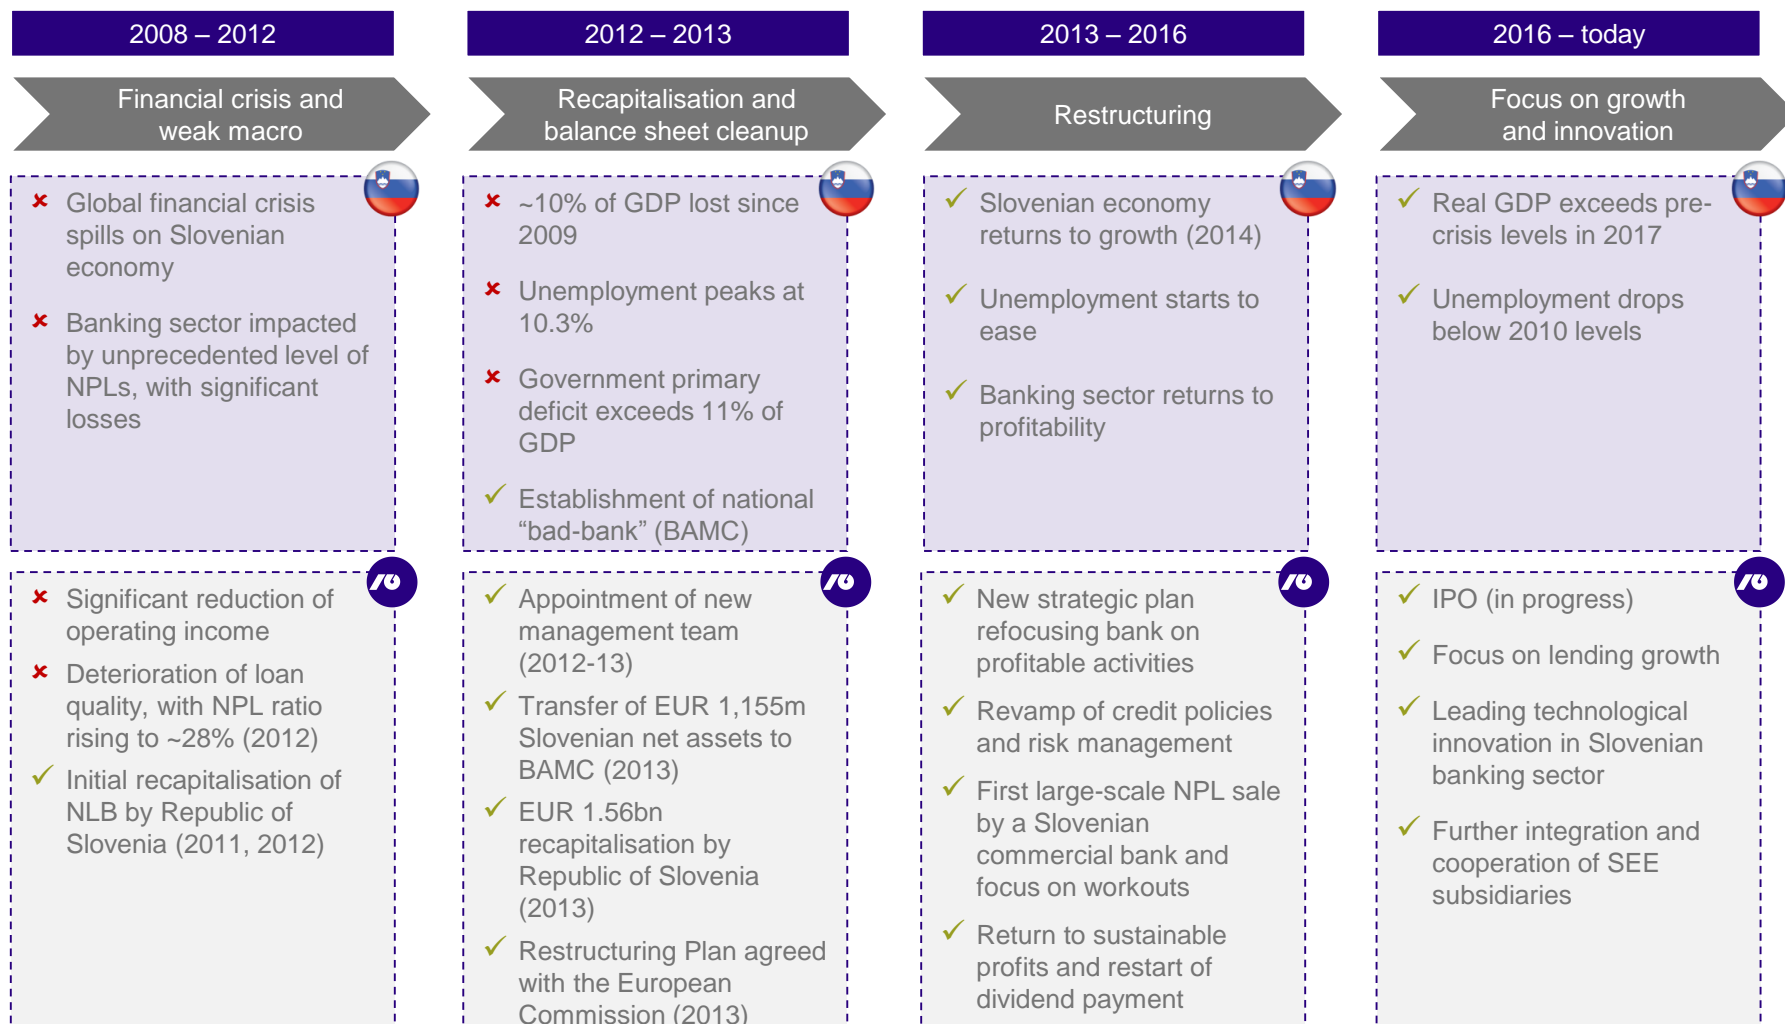 2008 – 2012
Financial crisis and
weak macro
Global financial crisis
spills on Slovenian
economy
Banking sector impacted
by unprecedented level of
NPLs, with significant
losses
Significant reduction of
operating income
Deterioration of loan
quality, with NPL ratio
rising to ~28% (2012)
Initial recapitalisation of
NLB by Republic of
Slovenia (2011, 2012)
2012 – 2013
Recapitalisation and
balance sheet cleanup
~10% of GDP lost since
2009
Unemployment peaks at
10.3%
Government primary
deficit exceeds 11% of
GDP
Establishment of national
“bad-bank” (BAMC)
Appointment of new
management team
(2012-13)
Transfer of EUR 1,155m
Slovenian net assets to
BAMC (2013)
EUR 1.56bn
recapitalisation by
Republic of Slovenia
(2013)
Restructuring Plan agreed
with the European
Commission (2013)
2013 – 2016
Restructuring
Slovenian economy
returns to growth (2014)
Unemployment starts to
ease
Banking sector returns to
profitability
New strategic plan
refocusing bank on
profitable activities
Revamp of credit policies
and risk management
First large-scale NPL sale
by a Slovenian
commercial bank and
focus on workouts
Return to sustainable
profits and restart of
dividend payment
2016 – today
Focus on growth
and innovation
Real GDP exceeds pre-
crisis levels in 2017
Unemployment drops
below 2010 levels
IPO (in progress)
Focus on lending growth
Leading technological
innovation in Slovenian
banking sector
Further integration and
cooperation of SEE
subsidiaries